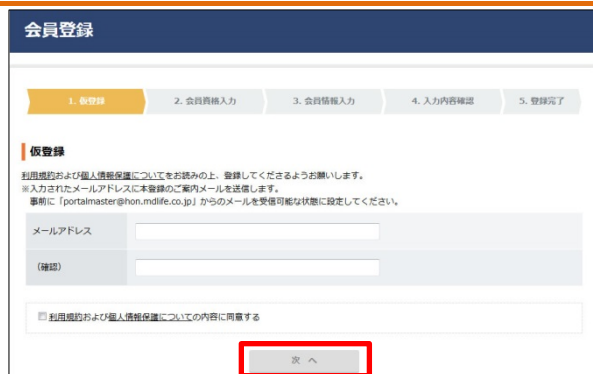 会員登録
1. 仮登録
2. 会員資格入力
3. 会員情報入力
4. 入力内容確認
5. 登録完了
仮登録
利用規約および個人情報保護についてをお読みの上、登録してくださるようお願いします。
※入力されたメールアドレスに本登録のご案内メールを送信します。
事前に「portalmaster@hon.mdlife.co.jp」からのメールを受信可能な状態に設定してください。
メールアドレス
（確認）
利用規約および個人情報保護についての内容に同意する
次 へ